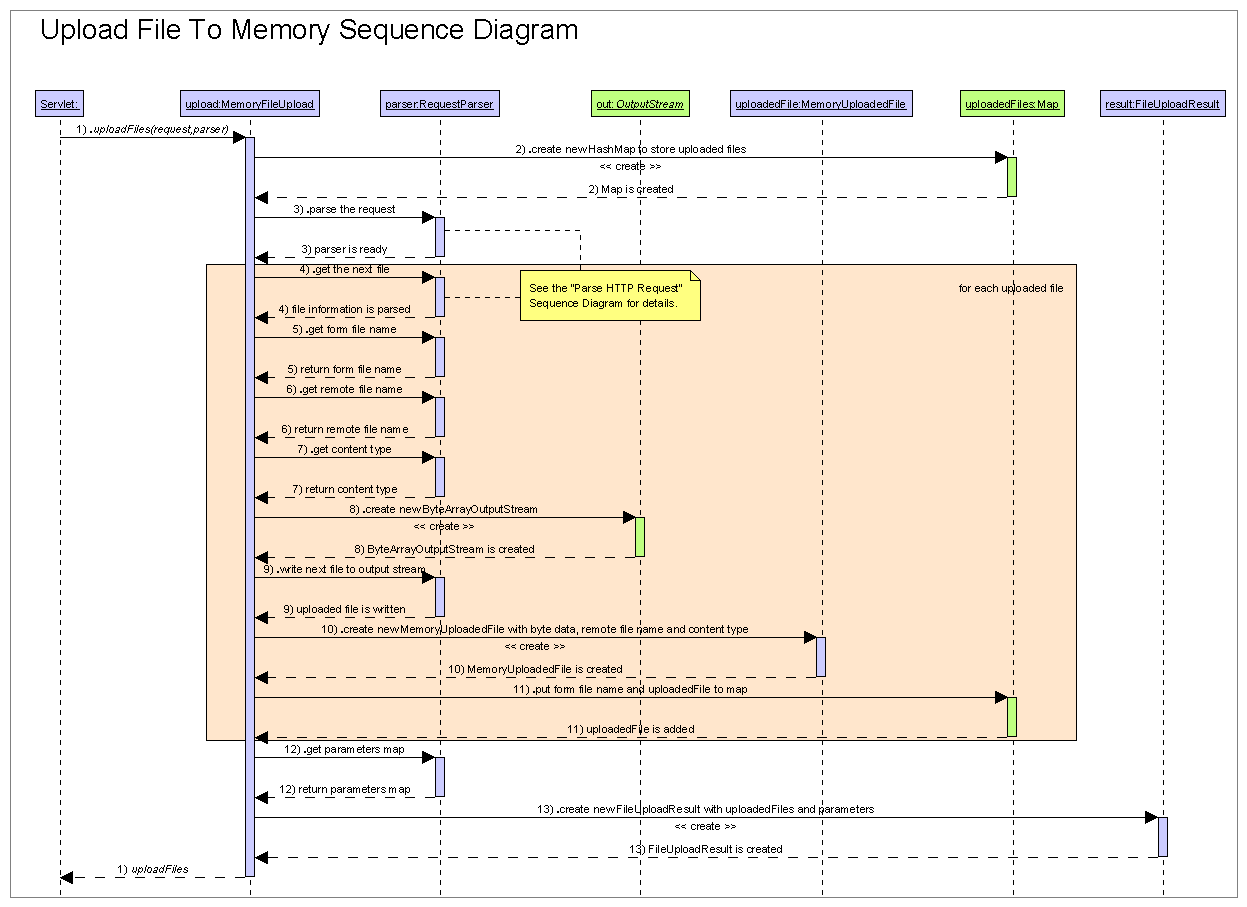 Upload File To Memory Sequence Diagram
Servlet:
upload:MemoryFileUpload
parser:RequestParser
out: OutputStream
uploadedFile:MemoryUploadedFile
uploadedFiles:Map
result:FileUploadResult
1) .uploadFiles(request,parser)
2) .create new HashMap to store uploaded files
<< create >>
2) Map is created
3) .parse the request
3) parser is ready
4) .get the next file
See the "Parse HTTP Request"
Sequence Diagram for details.
for each uploaded file
4) file information is parsed
5) .get form file name
5) return form file name
6) .get remote file name
6) return remote file name
7) .get content type
7) return content type
8) .create new ByteArrayOutputStream
<< create >>
8) ByteArrayOutputStream is created
9) .write next file to output stream
9) uploaded file is written
10) .create new MemoryUploadedFile with byte data, remote file name and content type
<< create >>
10) MemoryUploadedFile is created
11) .put form file name and uploadedFile to map
11) uploadedFile is added
12) .get parameters map
12) return parameters map
13) .create new FileUploadResult with uploadedFiles and parameters
<< create >>
13) FileUploadResult is created
1) uploadFiles